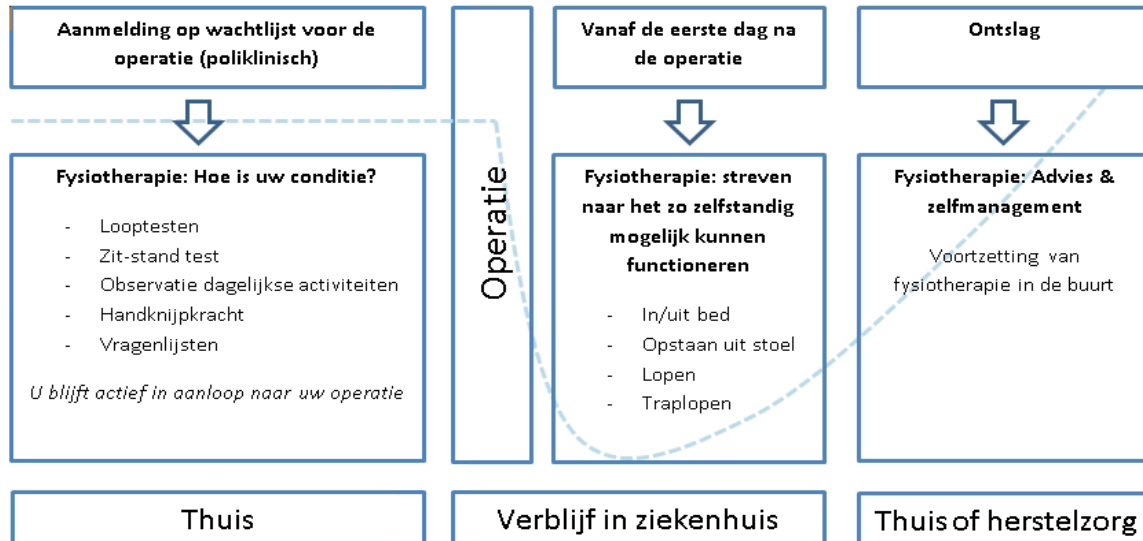 Aanmelding op wachtlijst voor de
operatie (poliklinisch)
Fysiotherapie: Hoe is uw conditie?
- Looptesten
- Zit-stand test
- Observatie dagelijkse activiteiten
- Handknijpkracht
- Vragenlijsten
U blijft actief in aanloop naar uw operatie
Thuis
Operatie
Vanaf de eerste dag na
de operatie
Fysiotherapie: streven
naar het zo zelfstandig
mogelijk kunnen
functioneren
- In/uit bed
- Opstaan uit stoel
- Lopen
- Traplopen
Verblijf in ziekenhuis
Ontslag
Fysiotherapie: Advies &
zelfmanagement
Voortzetting van
fysiotherapie in de buurt
Thuis of herstelzorg